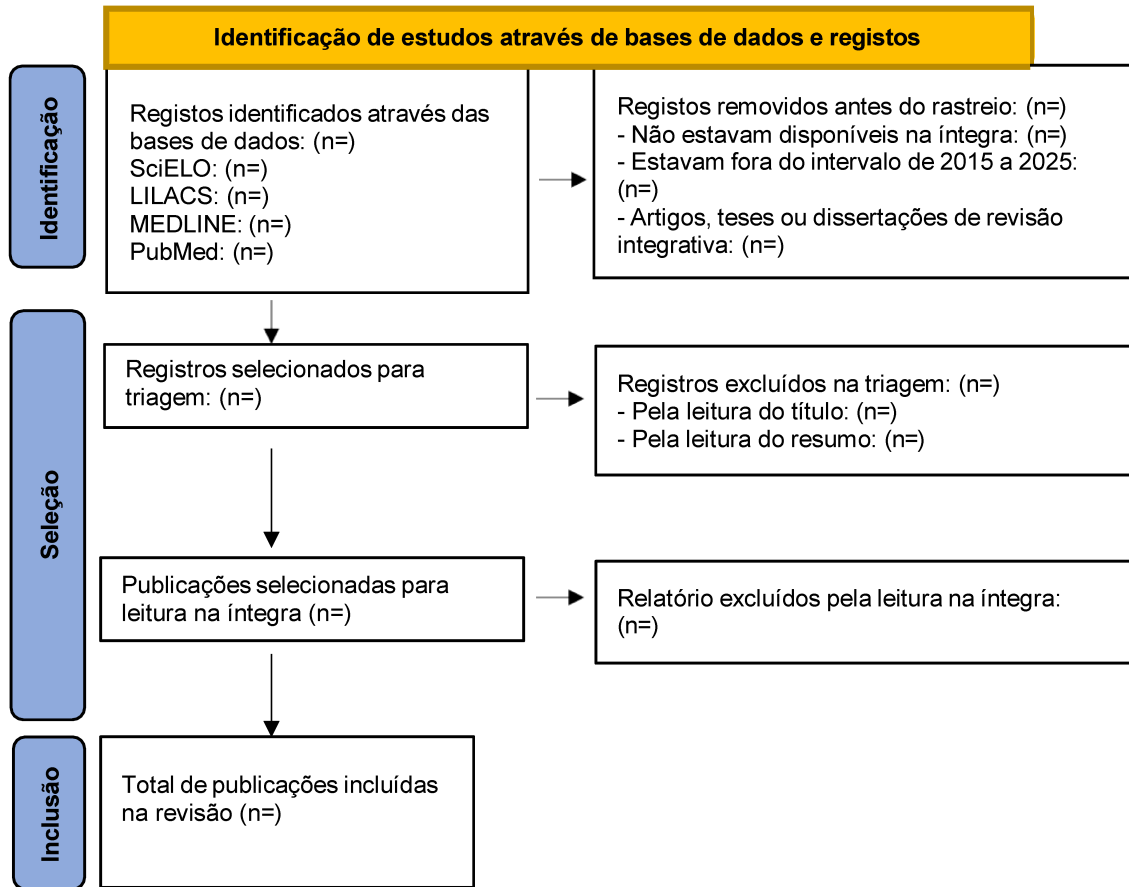 Identificação de estudos através de bases de dados e registos
Identificação
Registos identificados através das
bases de dados: (n=)
SciELO: (n=)
LILACS: (n=)
MEDLINE: (n=)
PubMed: (n=)
Registos removidos antes do rastreio: (n=)
- Não estavam disponíveis na íntegra: (n=)
- Estavam fora do intervalo de 2015 a 2025:
(n=)
- Artigos, teses ou dissertações de revisão
integrativa: (n=)
Seleção
Registros selecionados para
triagem: (n=)
Registros excluídos na triagem: (n=)
- Pela leitura do título: (n=)
- Pela leitura do resumo: (n=)
Publicações selecionadas para
leitura na íntegra (n=)
Relatório excluídos pela leitura na íntegra:
(n=)
Inclusão
Total de publicações incluídas
na revisão (n=)